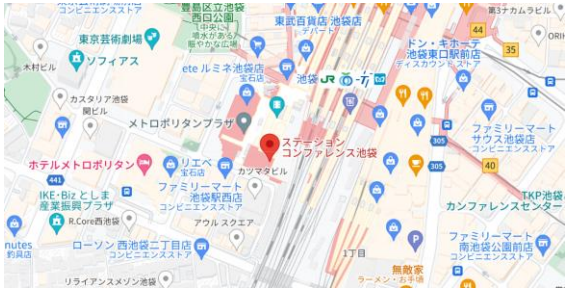 豊島区立池袋
西口公園
中央に
噴水がある
賑やかな広場
東京芸術劇場
ソフィアス
木村ビル
東武百貨店 池袋店
デパート
44
35
第3ナカムラビル
ドン・キホーテ
池袋東口駅前店
ディスカウント ストア
ete ルミネ池袋店
宝石店
池袋
JR
カスタリア池袋
関ビル
メトロポリタンプラザ
ステーション
コンファレンス池袋
カツマタビル
305
ファミリーマート
サウス池袋店
コンビニエンスストア
ホテルメトロポリタン
リエベ
宝石店
305
40
441
ファミリーマート
池袋駅西店
コンビニエンスストア
IKE･Biz としま
産業振興プラザ
R.Core西池袋
アウル スクエア
TKP池袋
カンファレンスセンター
nutes
釣具店
ローソン 西池袋二丁目店
コンビニエンスストア
1丁目
P
ファミリーマート
南池袋公園前店
コンビニエンスストア
無敵家
ラーメン・お手頃
リライアンスメゾン池袋